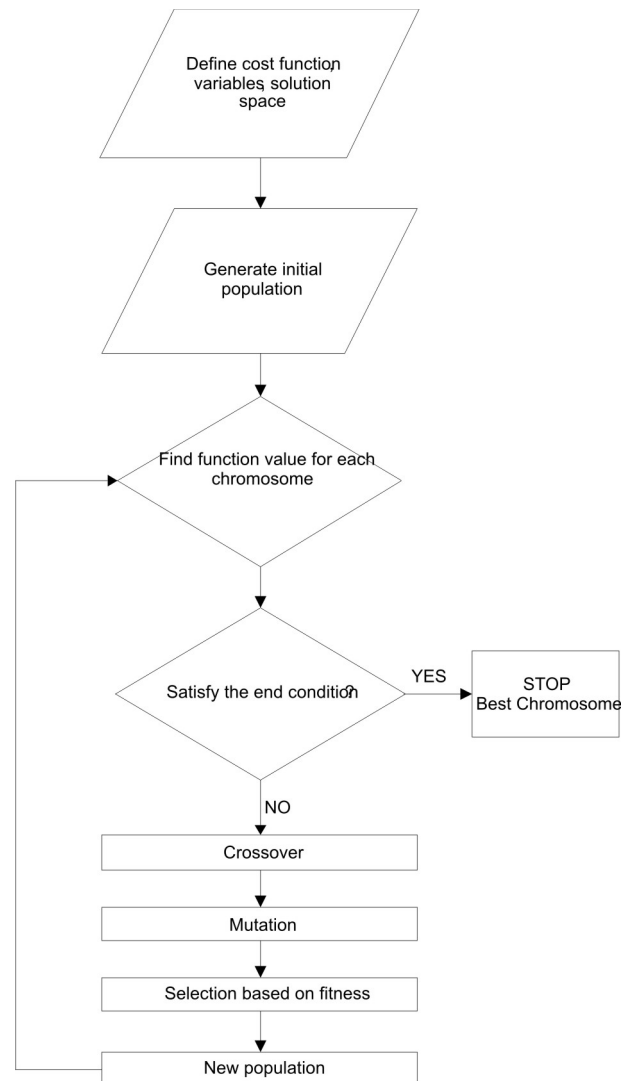 Define cost function,
variables, solution
space
Generate initial
population
Find function value for each
chromosome
Satisfy the end condition?
YES
STOP
Best Chromosome
NO
Crossover
Mutation
Selection based on fitness
New population